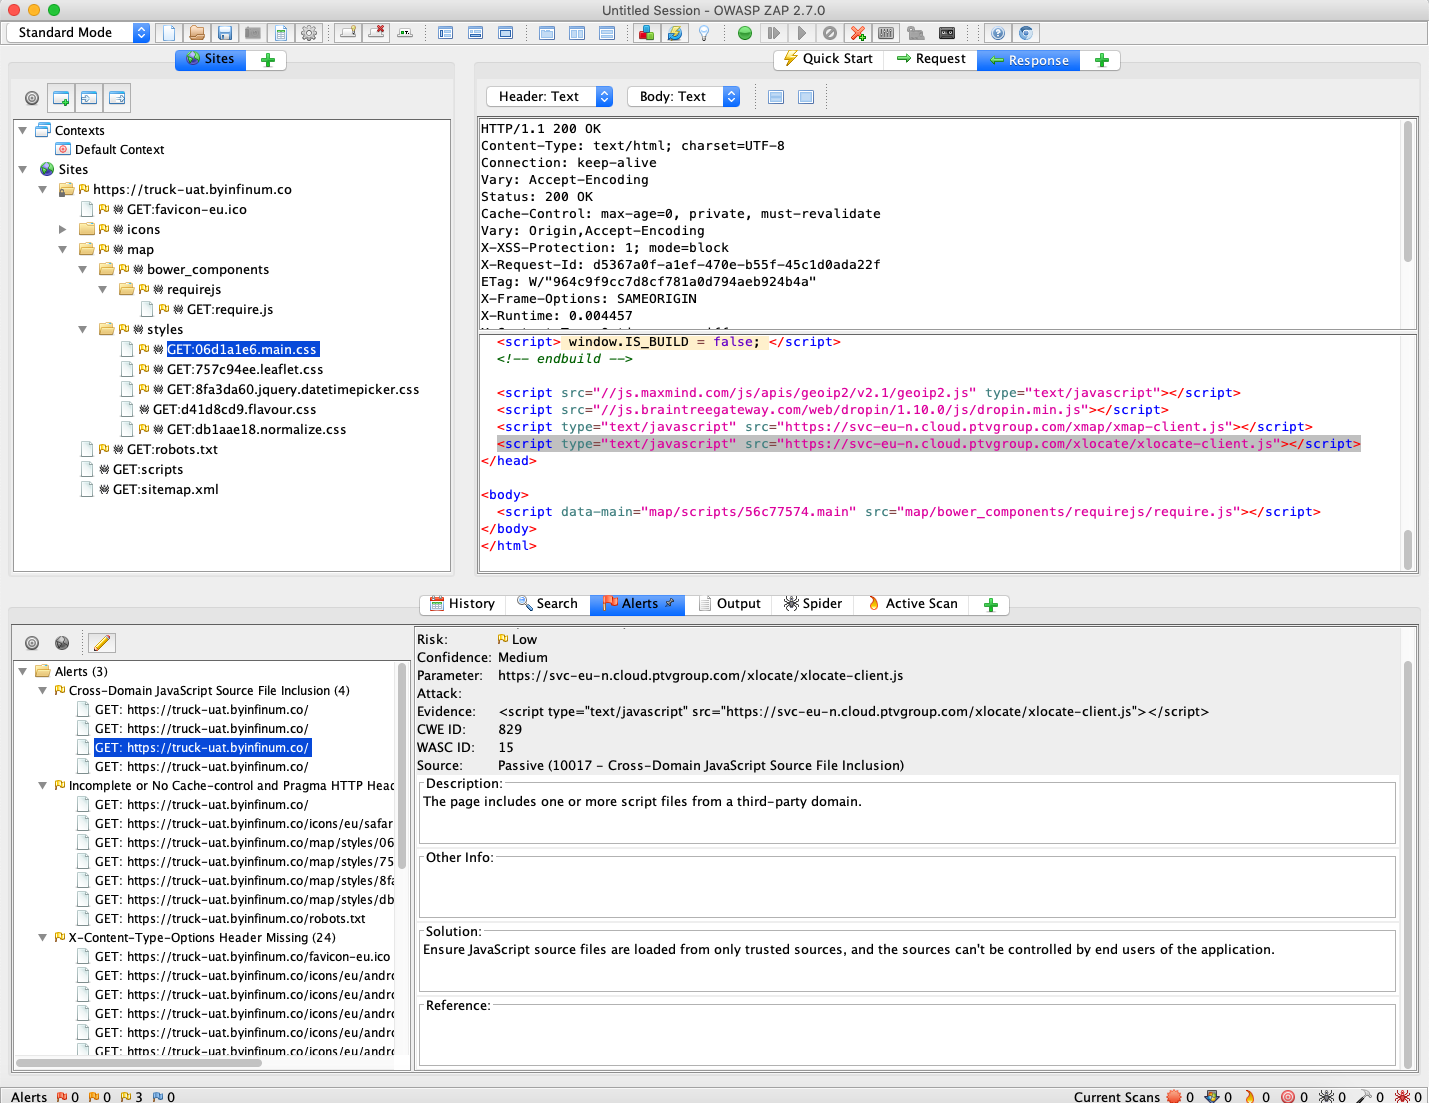 Untitled Session - OWASP ZAP 2.7.0
Standard Mode
Sites
Quick Start
Request
Response
Header: Text
Body: Text
Contexts
Default Context
Sites
https://truck-uat.byinfinum.co
GET:favicon-eu.ico
icons
map
bower_components
requirejs
GET:require.js
styles
GET:06d1a1e6.main.css
GET:757c94ee.leaflet.css
GET:8fa3da60.jquery.datetimepicker.css
GET:d41d8cd9.flavour.css
GET:db1aae18.normalize.css
GET:robots.txt
GET:scripts
GET:sitemap.xml
HTTP/1.1 200 OK
Content-Type: text/html; charset=UTF-8
Connection: keep-alive
Vary: Accept-Encoding
Status: 200 OK
Cache-Control: max-age=0, private, must-revalidate
Vary: Origin,Accept-Encoding
X-XSS-Protection: 1; mode=block
X-Request-Id: d5367a0f-a1ef-470e-b55f-45c1d0ada22f
ETag: W/"964c9f9cc7d8cf781a0d794aeb924b4a"
X-Frame-Options: SAMEORIGIN
X-Runtime: 0.004457
<script> window.IS_BUILD = false; </script>
<!-- endbuild -->
<script src="//js.maxmind.com/js/apis/geoip2/v2.1/geoip2.js" type="text/javascript"></script>
<script src="//js.braintreegateway.com/web/dropin/1.10.0/js/dropin.min.js"></script>
<script type="text/javascript" src="https://svc-eu-n.cloud.ptvgroup.com/xmap/xmap-client.js"></script>
<script type="text/javascript" src="https://svc-eu-n.cloud.ptvgroup.com/xlocate/xlocate-client.js"></script>
</head>
<body>
<script data-main="map/scripts/56c77574.main" src="map/bower_components/requirejs/require.js"></script>
</body>
</html>
History
Search
Alerts
Output
Spider
Active Scan
Alerts (3)
Cross-Domain JavaScript Source File Inclusion (4)
GET: https://truck-uat.byinfinum.co/
GET: https://truck-uat.byinfinum.co/
GET: https://truck-uat.byinfinum.co/
GET: https://truck-uat.byinfinum.co/
Incomplete or No Cache-control and Pragma HTTP Heac
GET: https://truck-uat.byinfinum.co/
GET: https://truck-uat.byinfinum.co/icons/eu/safar
GET: https://truck-uat.byinfinum.co/map/styles/06
GET: https://truck-uat.byinfinum.co/map/styles/75
GET: https://truck-uat.byinfinum.co/map/styles/8fa
GET: https://truck-uat.byinfinum.co/map/styles/db
GET: https://truck-uat.byinfinum.co/robots.txt
X-Content-Type-Options Header Missing (24)
GET: https://truck-uat.byinfinum.co/favicon-eu.ico
GET: https://truck-uat.byinfinum.co/icons/eu/andro
GET: https://truck-uat.byinfinum.co/icons/eu/andro
GET: https://truck-uat.byinfinum.co/icons/eu/andro
GET: https://truck-uat.byinfinum.co/icons/eu/andro
GET: https://truck-uat.byinfinum.co/icons/eu/andro
Risk: Low
Confidence: Medium
Parameter: https://svc-eu-n.cloud.ptvgroup.com/xlocate/xlocate-client.js
Attack:
Evidence: <script type="text/javascript" src="https://svc-eu-n.cloud.ptvgroup.com/xlocate/xlocate-client.js"></script>
CWE ID: 829
WASC ID: 15
Source: Passive (10017 - Cross-Domain JavaScript Source File Inclusion)
Description:
The page includes one or more script files from a third-party domain.
Other Info:
Solution:
Ensure JavaScript source files are loaded from only trusted sources, and the sources can't be controlled by end users of the application.
Reference:
Alerts 0 0 3 0
Current Scans 0 0 0 0 0 0 0